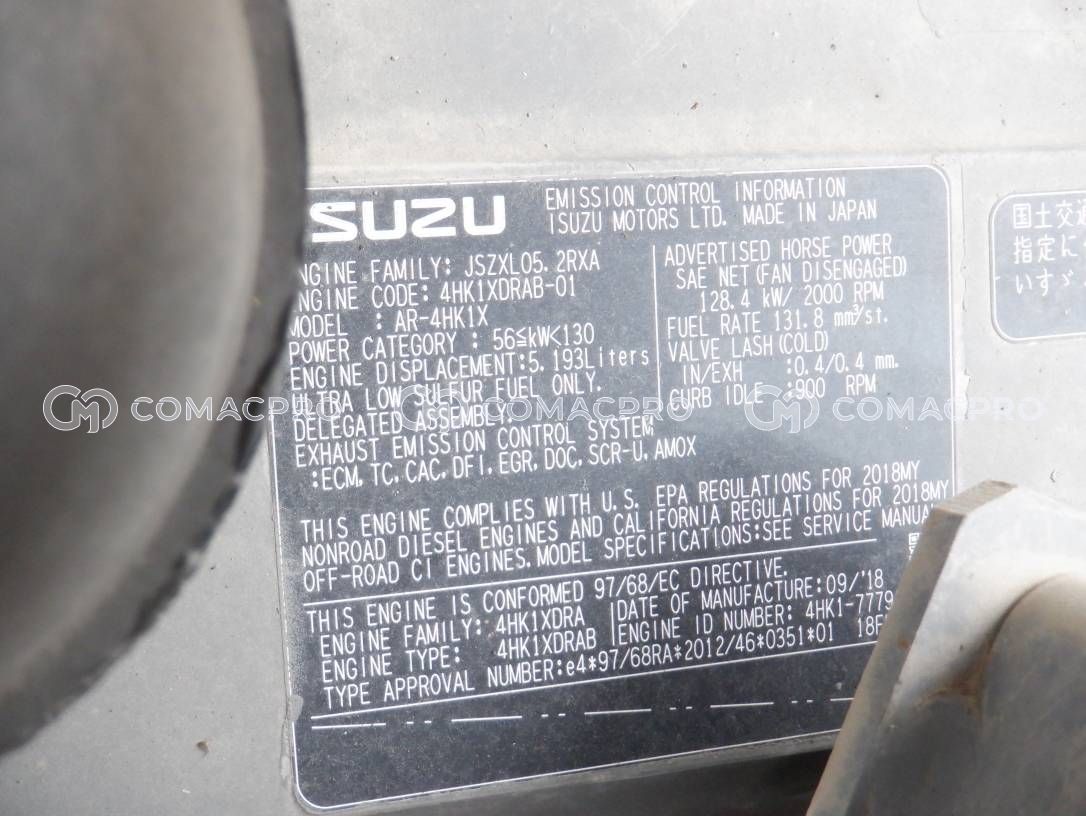 ISUZU
EMISSION CONTROL INFORMATION
ISUZU MOTORS LTD. MADE IN JAPAN
ENGINE FAMILY: JSZXL05.2RXA
ENGINE CODE: 4HK1XDRAB-01
MODEL : AR-4HK1X
POWER CATEGORY : 56≦kW<130
ENGINE DISPLACEMENT:5.193Liters
ULTRA LOW SULFUR FUEL ONLY.
DELEGATED ASSEMBLY.
EXHAUST EMISSION CONTROL SYSTEM
:ECM, TC, CAC, DFI, EGR, DOC, SCR-U, AMOX
ADVERTISED HORSE POWER
SAE NET(FAN DISENGAGED)
128.4 kW/ 2000 RPM
FUEL RATE 131.8 mm³/st.
VALVE LASH(COLD)
IN/EXH :0.4/0.4 mm.
CURB IDLE :900 RPM
THIS ENGINE COMPLIES WITH U.S. EPA REGULATIONS FOR 2018MY
NONROAD DIESEL ENGINES AND CALIFORNIA REGULATIONS FOR 2018MY
OFF-ROAD CI ENGINES. MODEL SPECIFICATIONS:SEE SERVICE MANUAL
THIS ENGINE IS CONFORMED 97/68/EC DIRECTIVE.
ENGINE FAMILY: 4HK1XDRA
ENGINE TYPE: 4HK1XDRAB
DATE OF MANUFACTURE:09/'18
ENGINE ID NUMBER: 4HK1-7779
TYPE APPROVAL NUMBER:e4*97/68RA*2012/46*0351*01
国土交
指定に
いすゞ
COMACPRO COMACPRO COMACPRO